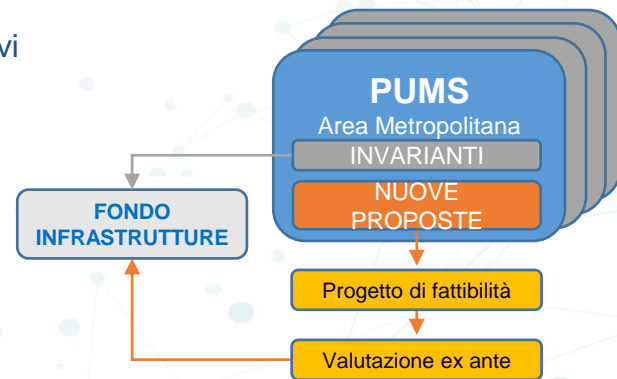 vi
PUMS
Area Metropolitana
INVARIANTI
NUOVE
PROPOSTE
FONDO
INFRASTRUTTURE
Progetto di fattibilità
Valutazione ex ante